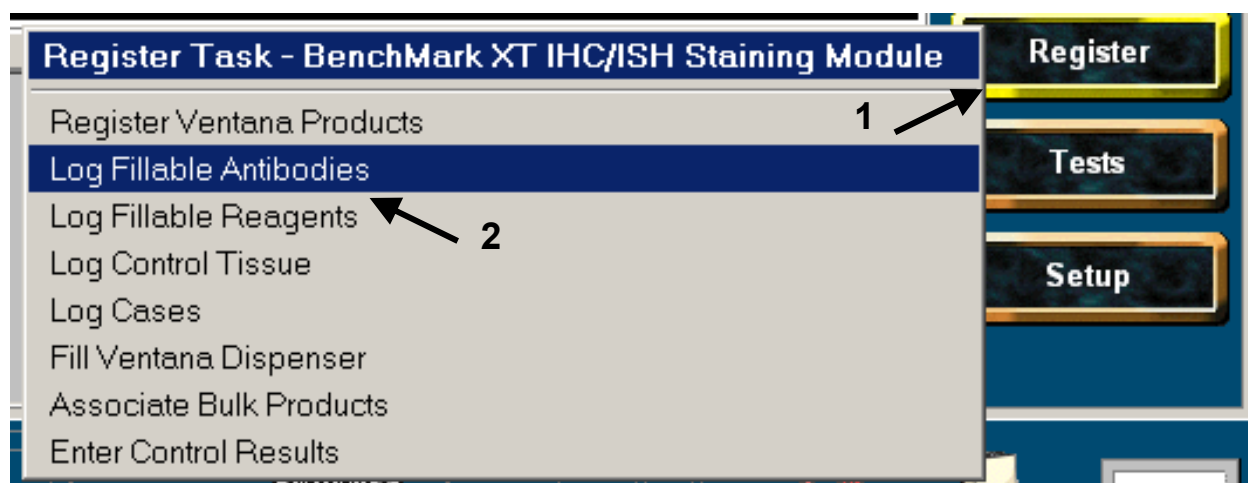 Register Task - BenchMark XT IHC/ISH Staining Module
Register
1
Register Ventana Products
Log Fillable Antibodies
Tests
Log Fillable Reagents
2
Log Control Tissue
Setup
Log Cases
Fill Ventana Dispenser
Associate Bulk Products
Enter Control Results